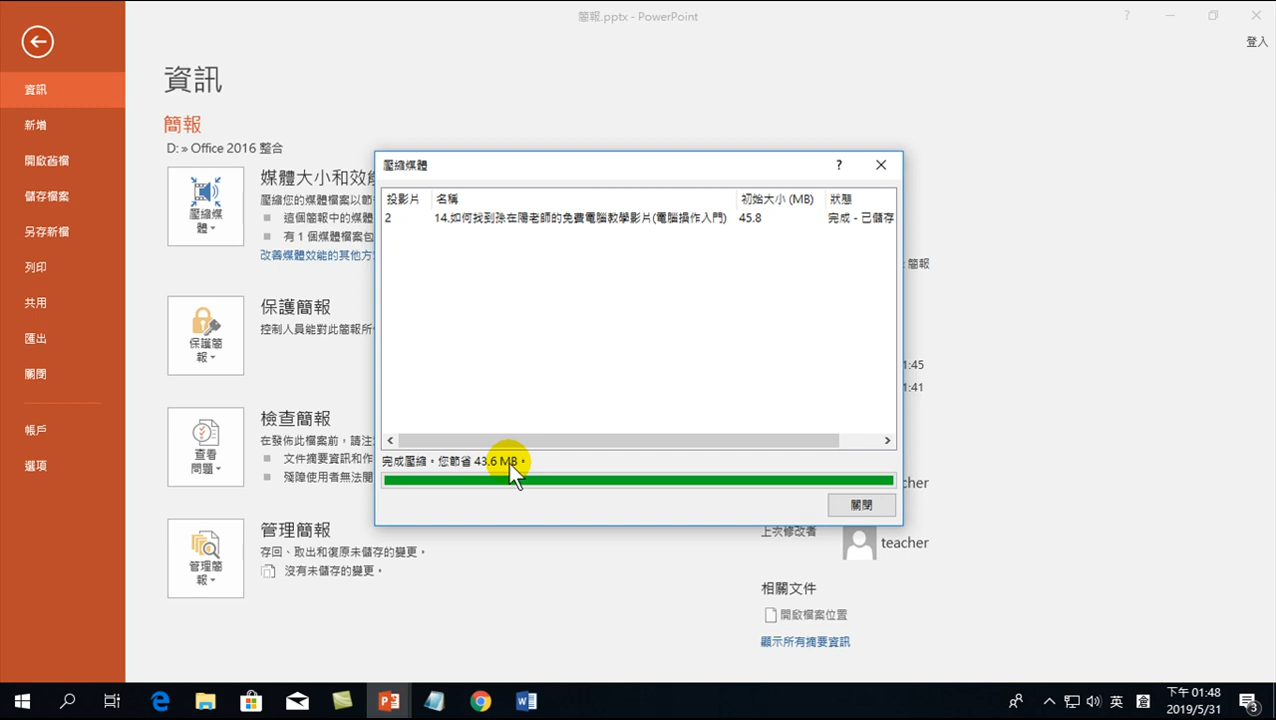 簡報.pptx - PowerPoint
?
登入
資訊
新增
開啟舊檔
儲存檔案
另存新檔
列印
共用
匯出
關閉
帳戶
選項
資訊
簡報
D: » Office 2016 整合
壓縮媒體
媒體大小和效能
壓縮您的媒體檔案以節
這個簡報中的媒體
有 1 個媒體檔案包
改善媒體效能的其他方
保護簡報
保護簡報
控制人員能對此簡報所
查看問題
檢查簡報
在發佈此檔案前，請注
文件摘要資訊和作
殘障使用者無法閱
管理簡報
管理簡報
存回、取出和復原未儲存的變更。
沒有未儲存的變更。
壓縮媒體
?
投影片 名稱 初始大小 (MB) 狀態
2 14.如何找到孫在陽老師的免費電腦教學影片(電腦操作入門) 45.8 完成 - 已儲存
完成壓縮。您節省 43.6 MB。
關閉
簡報
1:45
1:41
cher
上次修改者
teacher
相關文件
開啟檔案位置
顯示所有摘要資訊
英
倉
下午 01:48
2019/5/31
3